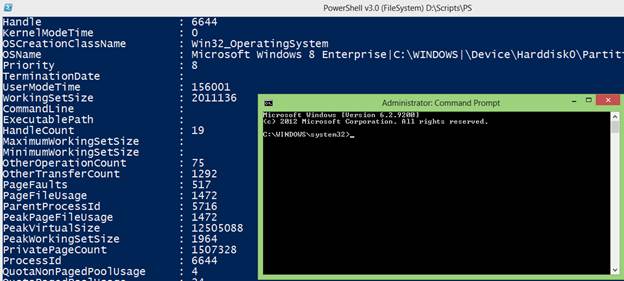 PowerShell v3.0 (FileSystem) D:\Scripts\PS
Handle : 6644
KernelModeTime : 0
OSCreationClassName : Win32_OperatingSystem
OSName : Microsoft Windows 8 Enterprise|C:\WINDOWS|\Device\Harddisk0\Partiti
Priority : 8
TerminationDate :
UserModeTime : 156001
WorkingSetSize : 2011136
CommandLine :
ExecutablePath :
HandleCount : 19
MaximumWorkingSetSize :
MinimumWorkingSetSize :
OtherOperationCount : 75
OtherTransferCount : 1292
PageFaults : 517
PageFileUsage : 1472
ParentProcessId : 5716
PeakPageFileUsage : 1472
PeakVirtualSize : 12505088
PeakWorkingSetSize : 1964
PrivatePageCount : 1507328
ProcessId : 6644
QuotaNonPagedPoolUsage : 4
QuotaPagedPoolUsage : 24
Administrator: Command Prompt
Microsoft Windows [Version 6.2.9200]
(c) 2012 Microsoft Corporation. All rights reserved.
C:\WINDOWS\system32>_